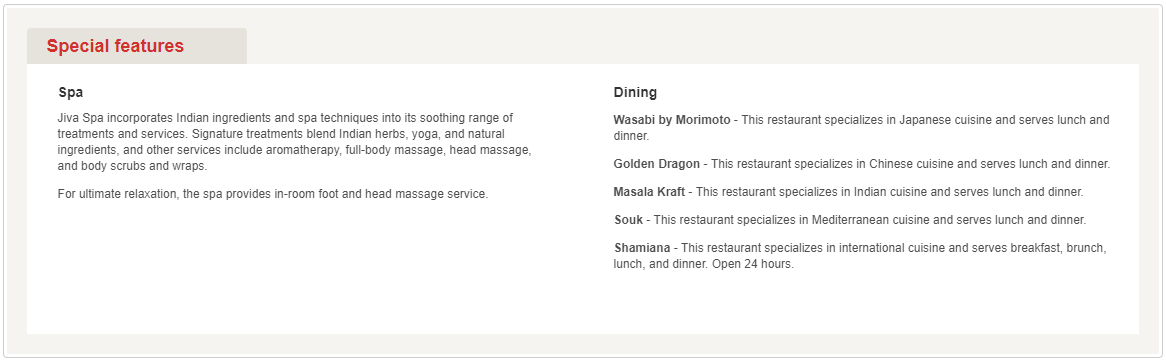 Special features
Spa
Jiva Spa incorporates Indian ingredients and spa techniques into its soothing range of
treatments and services. Signature treatments blend Indian herbs, yoga, and natural
ingredients, and other services include aromatherapy, full-body massage, head massage,
and body scrubs and wraps.
For ultimate relaxation, the spa provides in-room foot and head massage service.
Dining
Wasabi by Morimoto - This restaurant specializes in Japanese cuisine and serves lunch and
dinner.
Golden Dragon - This restaurant specializes in Chinese cuisine and serves lunch and dinner.
Masala Kraft - This restaurant specializes in Indian cuisine and serves lunch and dinner.
Souk - This restaurant specializes in Mediterranean cuisine and serves lunch and dinner.
Shamiana - This restaurant specializes in international cuisine and serves breakfast, brunch,
lunch, and dinner. Open 24 hours.